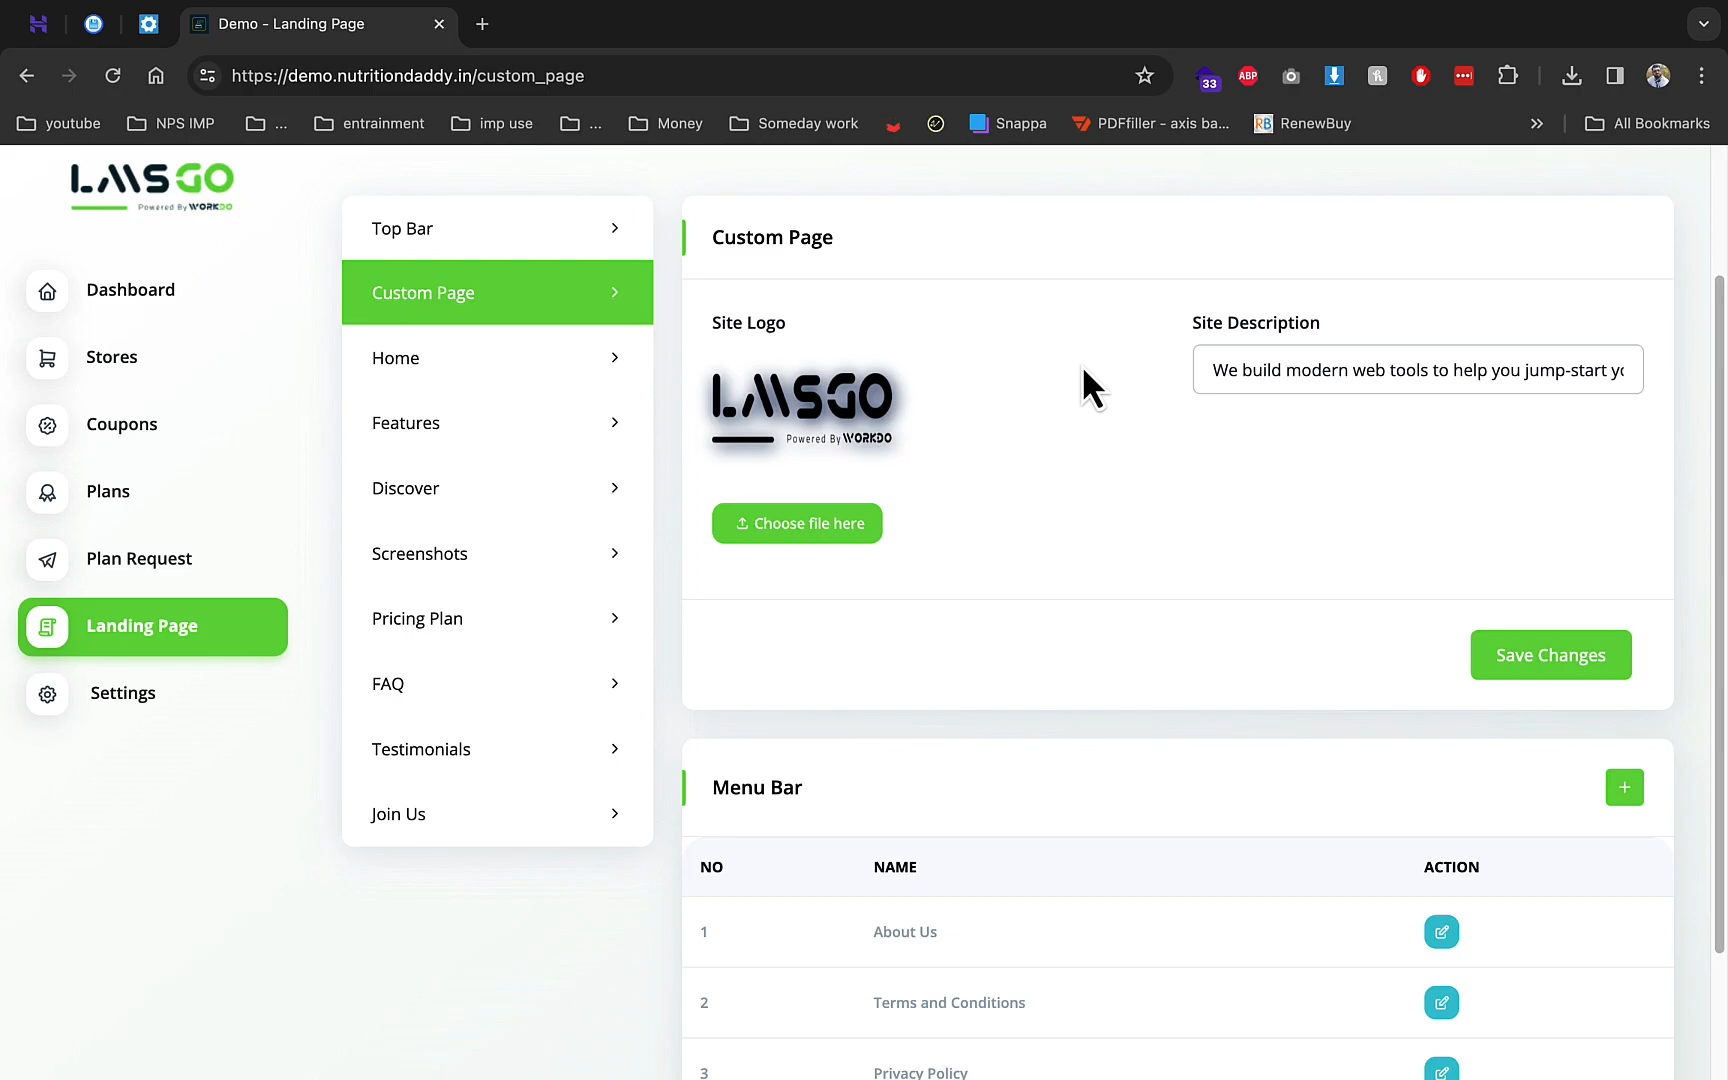 Demo - Landing Page
https://demo.nutritiondaddy.in/custom_page
33
ABP
youtube
NPS IMP
...
entrainment
imp use
...
Money
Someday work
Snappa
PDFfiller - axis ba...
RB
RenewBuy
All Bookmarks
LMSGO
Powered By WORKDO
Dashboard
Stores
Coupons
Plans
Plan Request
Landing Page
Settings
Top Bar
Custom Page
Home
Features
Discover
Screenshots
Pricing Plan
FAQ
Testimonials
Join Us
Custom Page
Site Logo
LMSGO
Powered By WORKDO
Choose file here
Site Description
We build modern web tools to help you jump-start yo
Save Changes
Menu Bar
NO NAME ACTION
1 About Us
2 Terms and Conditions
3 Privacy Policy